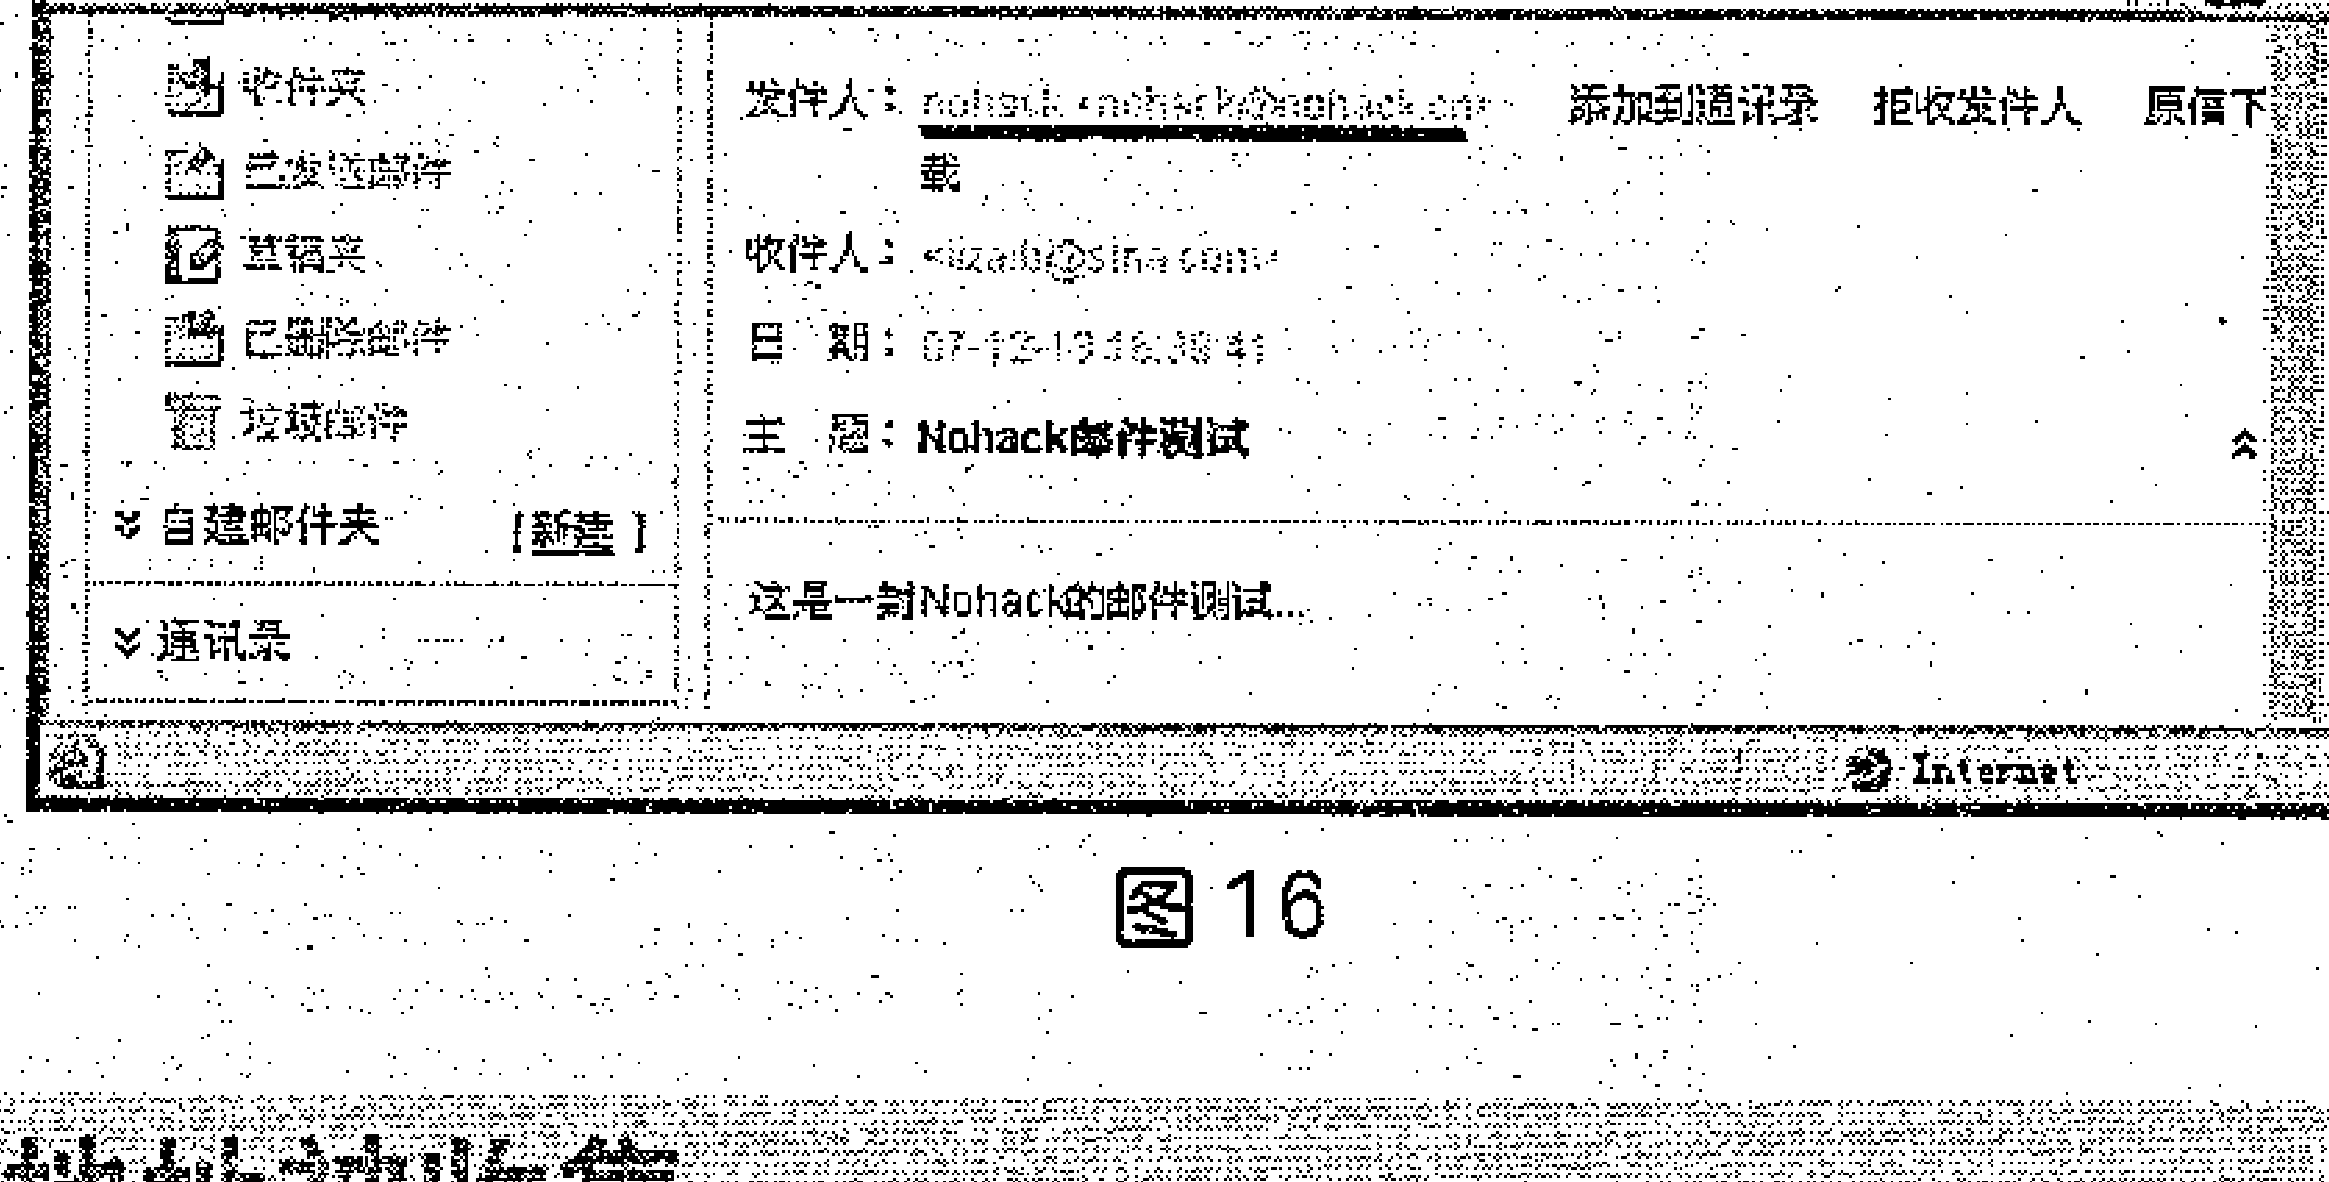 收件夹
已发送邮件
草稿夹
已删除邮件
垃圾邮件
自建邮件夹 [新建]
通讯录
发件人： nohack <nohack@nohack.cn> 添加到通讯录 拒收发件人 原信下
载
收件人：
日 期：
主 题： Nohack邮件测试
这是一封Nohack的邮件测试...
Internet
图16